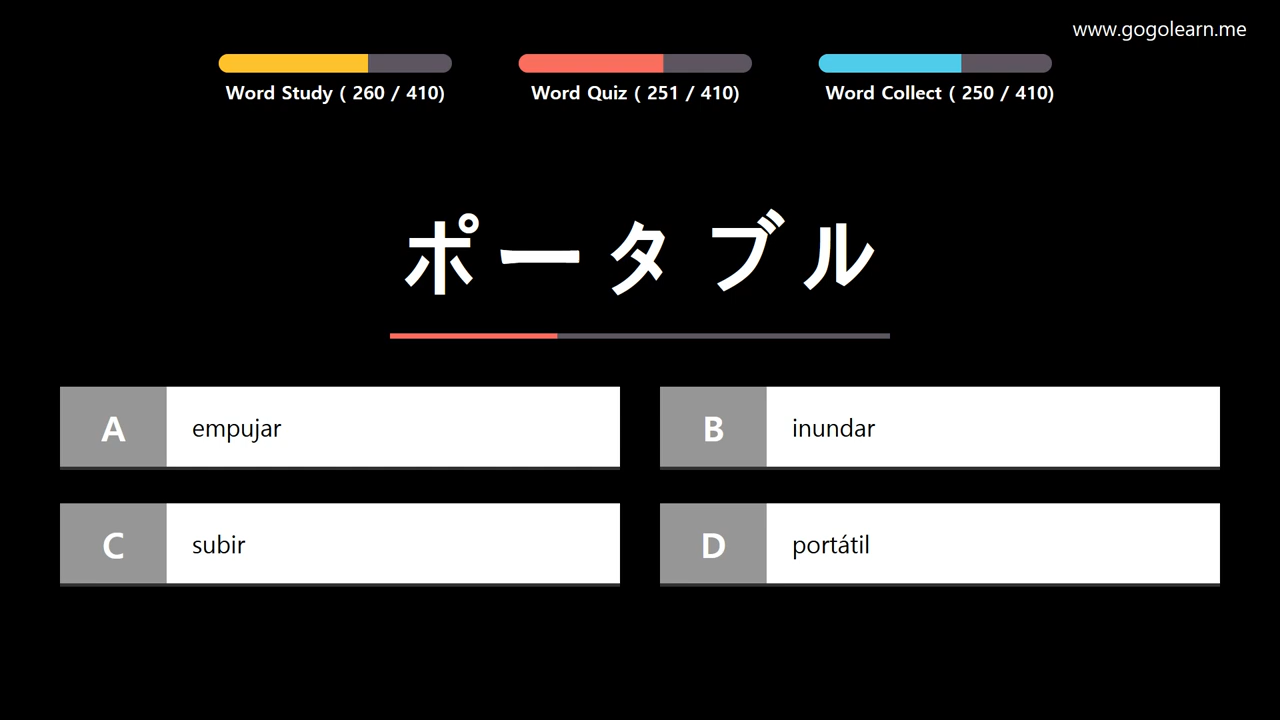 www.gogolearn.me
Word Study ( 260 / 410)
Word Quiz ( 251 / 410)
Word Collect ( 250 / 410)
ポータブル
A empujar
B inundar
C subir
D portátil